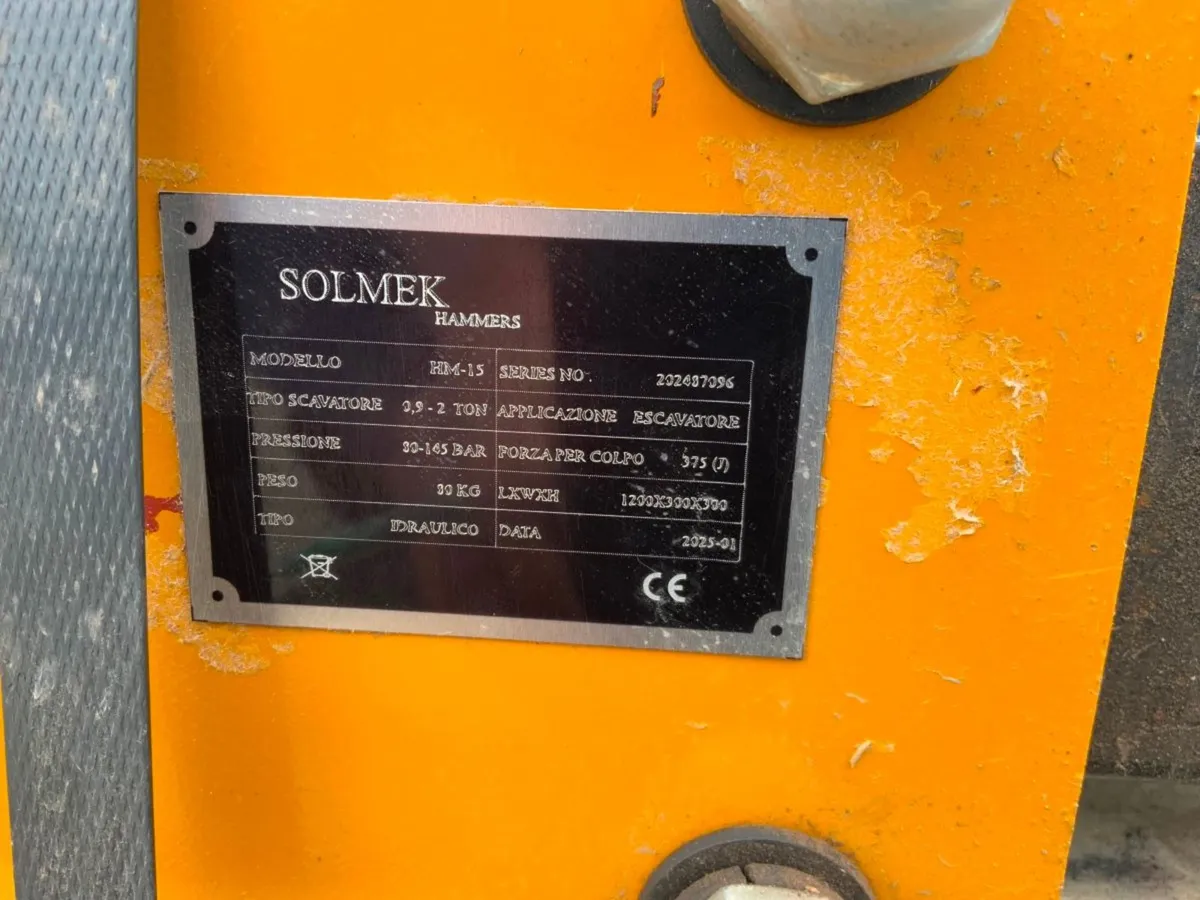 SOLMEK
HAMMERS
MODELLO HM-15 SERIES NO. 202487096
TIPO SCAVATORE 0,9 - 2 TON APPLICAZIONE ESCAVATORE
PRESSIONE 80-145 BAR FORZA PER COLPO 375 (J)
PESO 80 KG LXWXH 1200X300X300
TIPO IDRAULICO DATA 2025-01
CE